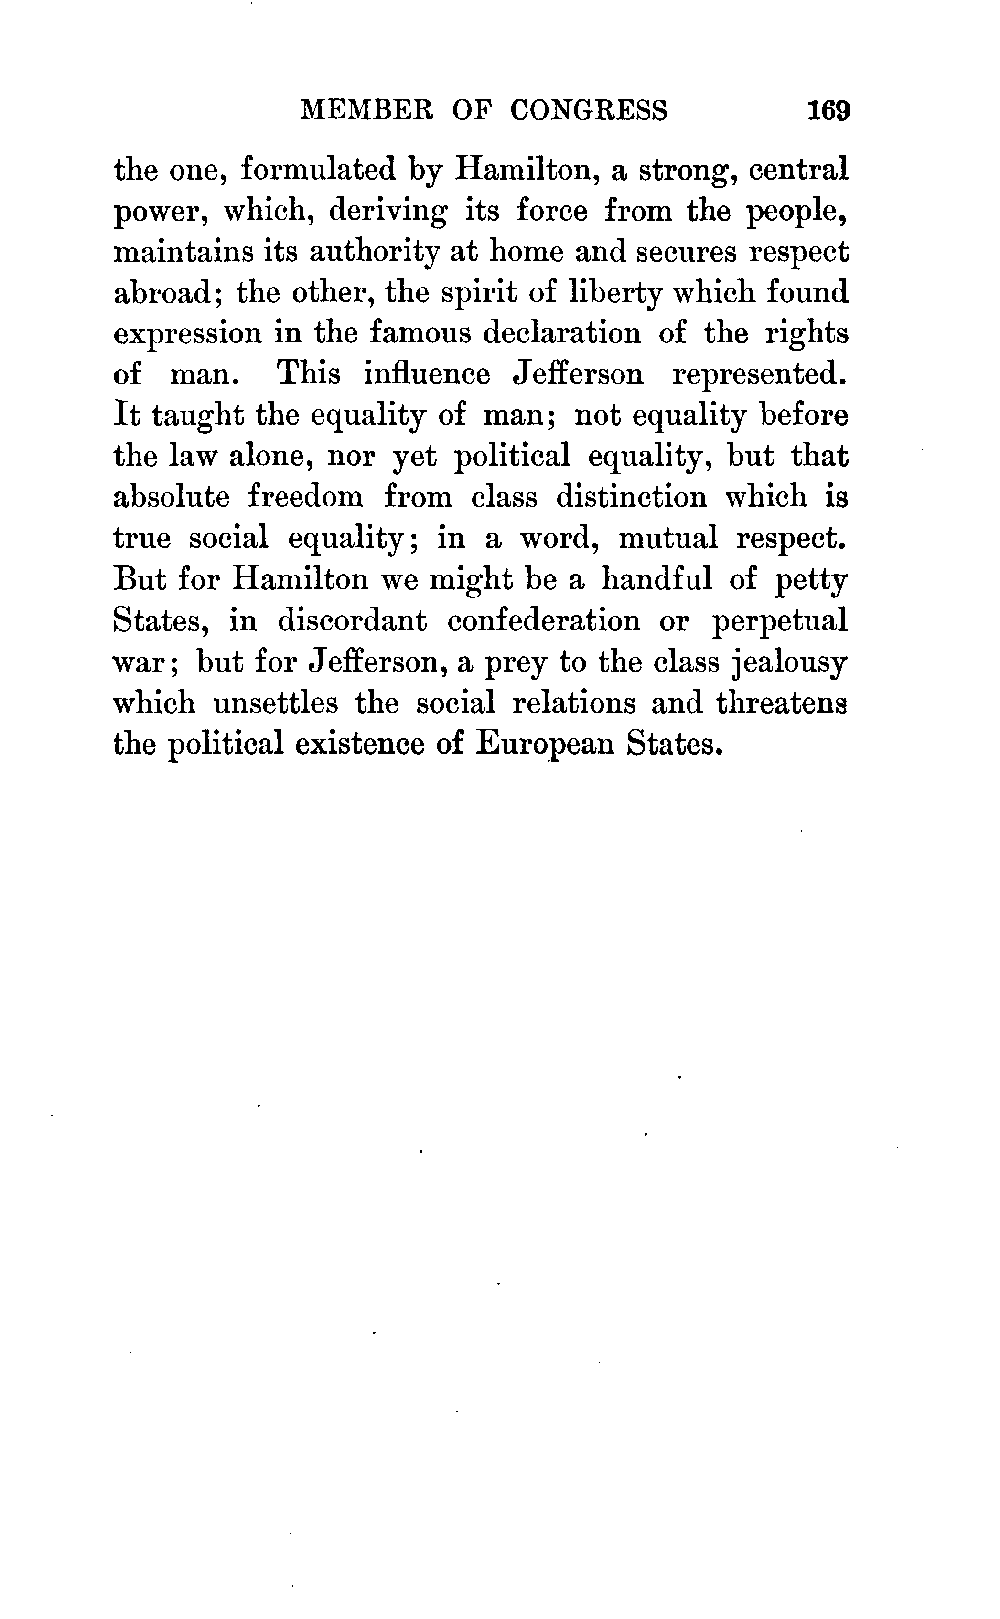 MEMBER OF CONGRESS 169
the one, formulated by Hamilton, a strong, central
power, which, deriving its force from the people,
maintains its authority at home and secures respect
abroad; the other, the spirit of liberty which found
expression in the famous declaration of the rights
of man. This influence Jefferson represented.
It taught the equality of man; not equality before
the law alone, nor yet political equality, but that
absolute freedom from class distinction which is
true social equality; in a word, mutual respect.
But for Hamilton we might be a handful of petty
States, in discordant confederation or perpetual
war; but for Jefferson, a prey to the class jealousy
which unsettles the social relations and threatens
the political existence of European States.